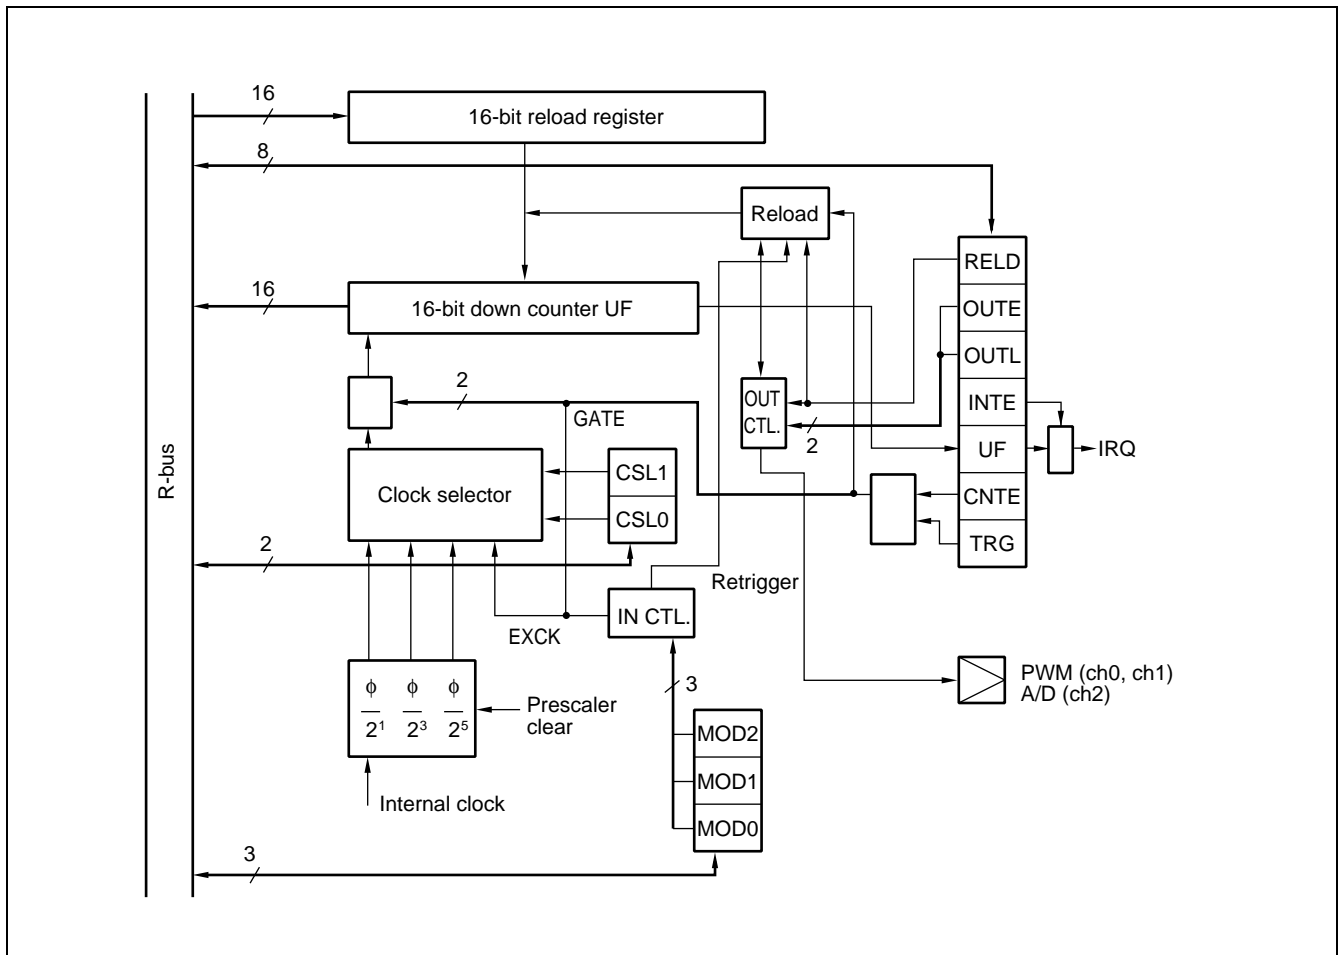 16
16-bit reload register
8
Reload
RELD
16
16-bit down counter UF
OUTE
OUTL
2
GATE
OUT
CTL.
2
INTE
UF
IRQ
R-bus
Clock selector
CSL1
CSL0
CNTE
TRG
2
Retrigger
IN CTL.
EXCK
3
PWM (ch0, ch1)
A/D (ch2)
ϕ ϕ ϕ
2¹ 2³ 2⁵
Prescaler
clear
MOD2
MOD1
MOD0
Internal clock
3